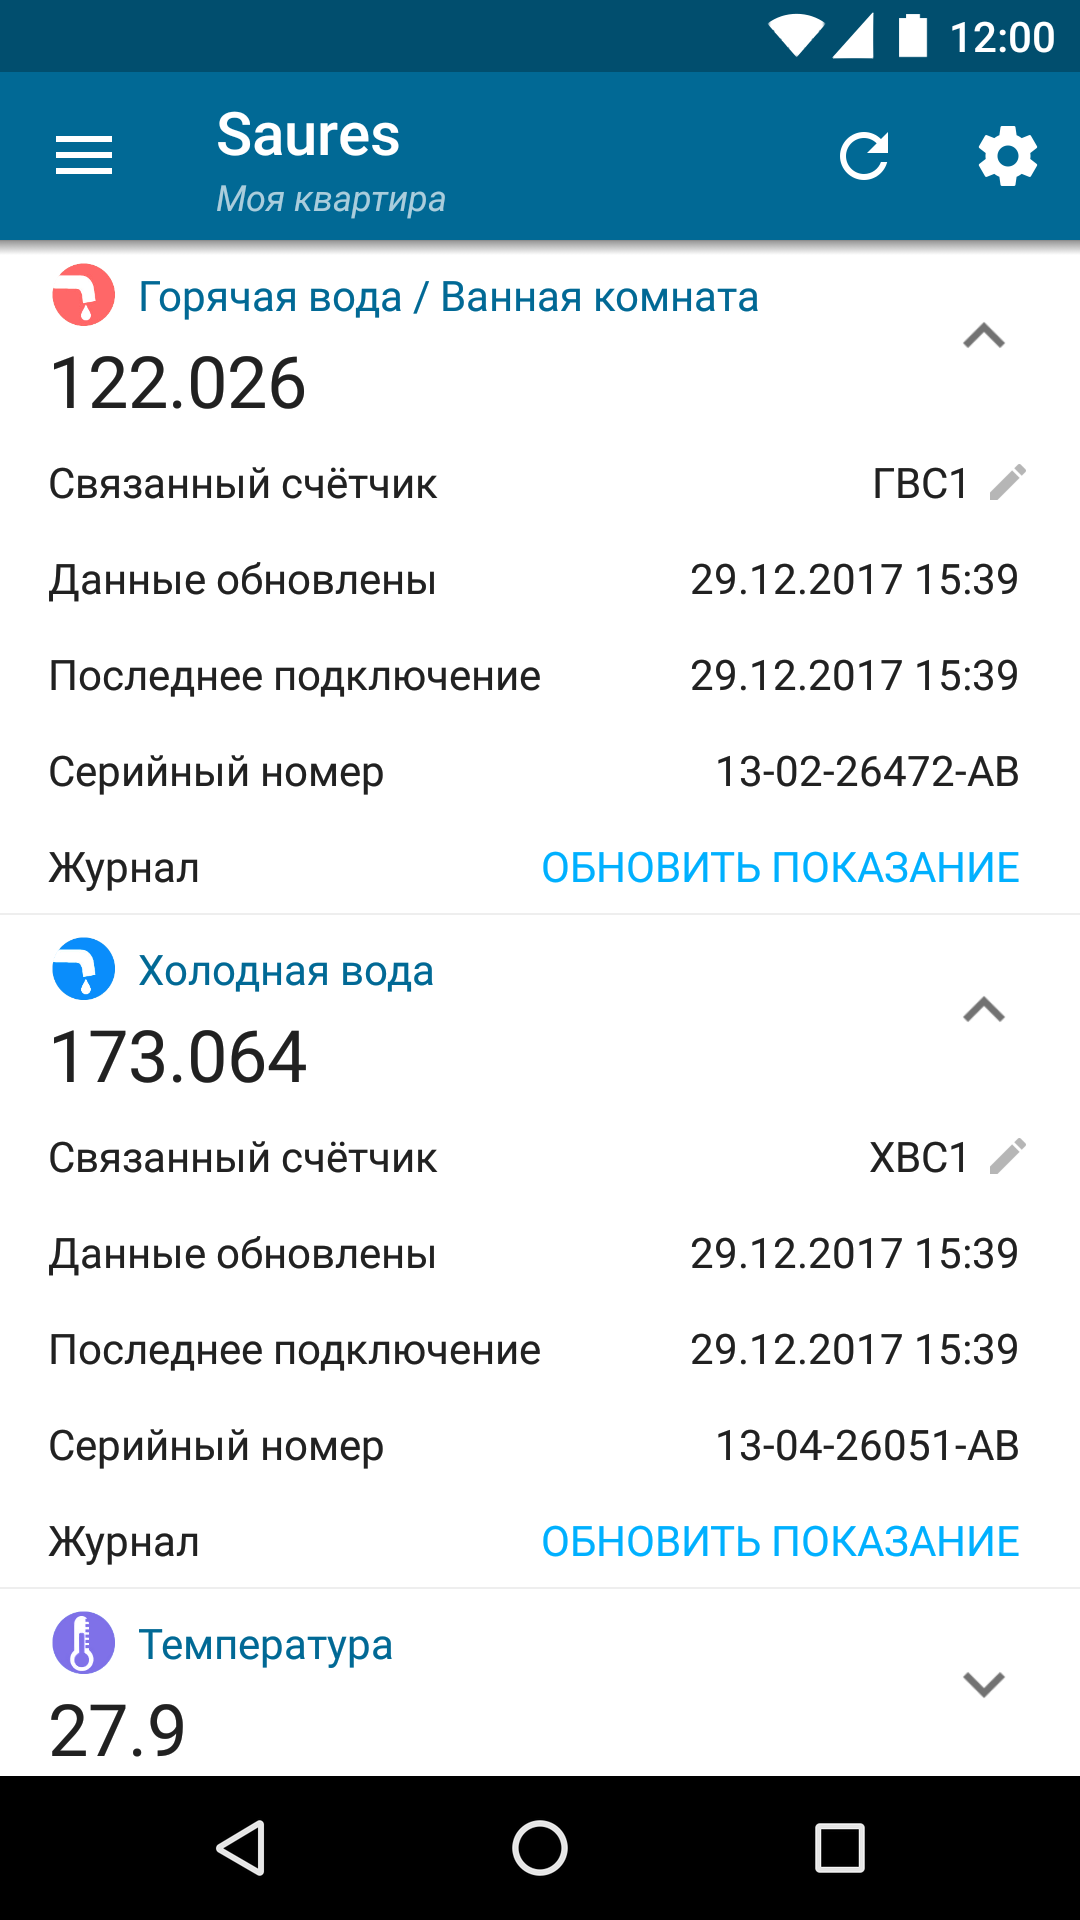 12:00
Saures
Моя квартира
Горячая вода / Ванная комната
122.026
Связанный счётчик ГВС1
Данные обновлены 29.12.2017 15:39
Последнее подключение 29.12.2017 15:39
Серийный номер 13-02-26472-АВ
Журнал ОБНОВИТЬ ПОКАЗАНИЕ
Холодная вода
173.064
Связанный счётчик ХВС1
Данные обновлены 29.12.2017 15:39
Последнее подключение 29.12.2017 15:39
Серийный номер 13-04-26051-АВ
Журнал ОБНОВИТЬ ПОКАЗАНИЕ
Температура
27.9